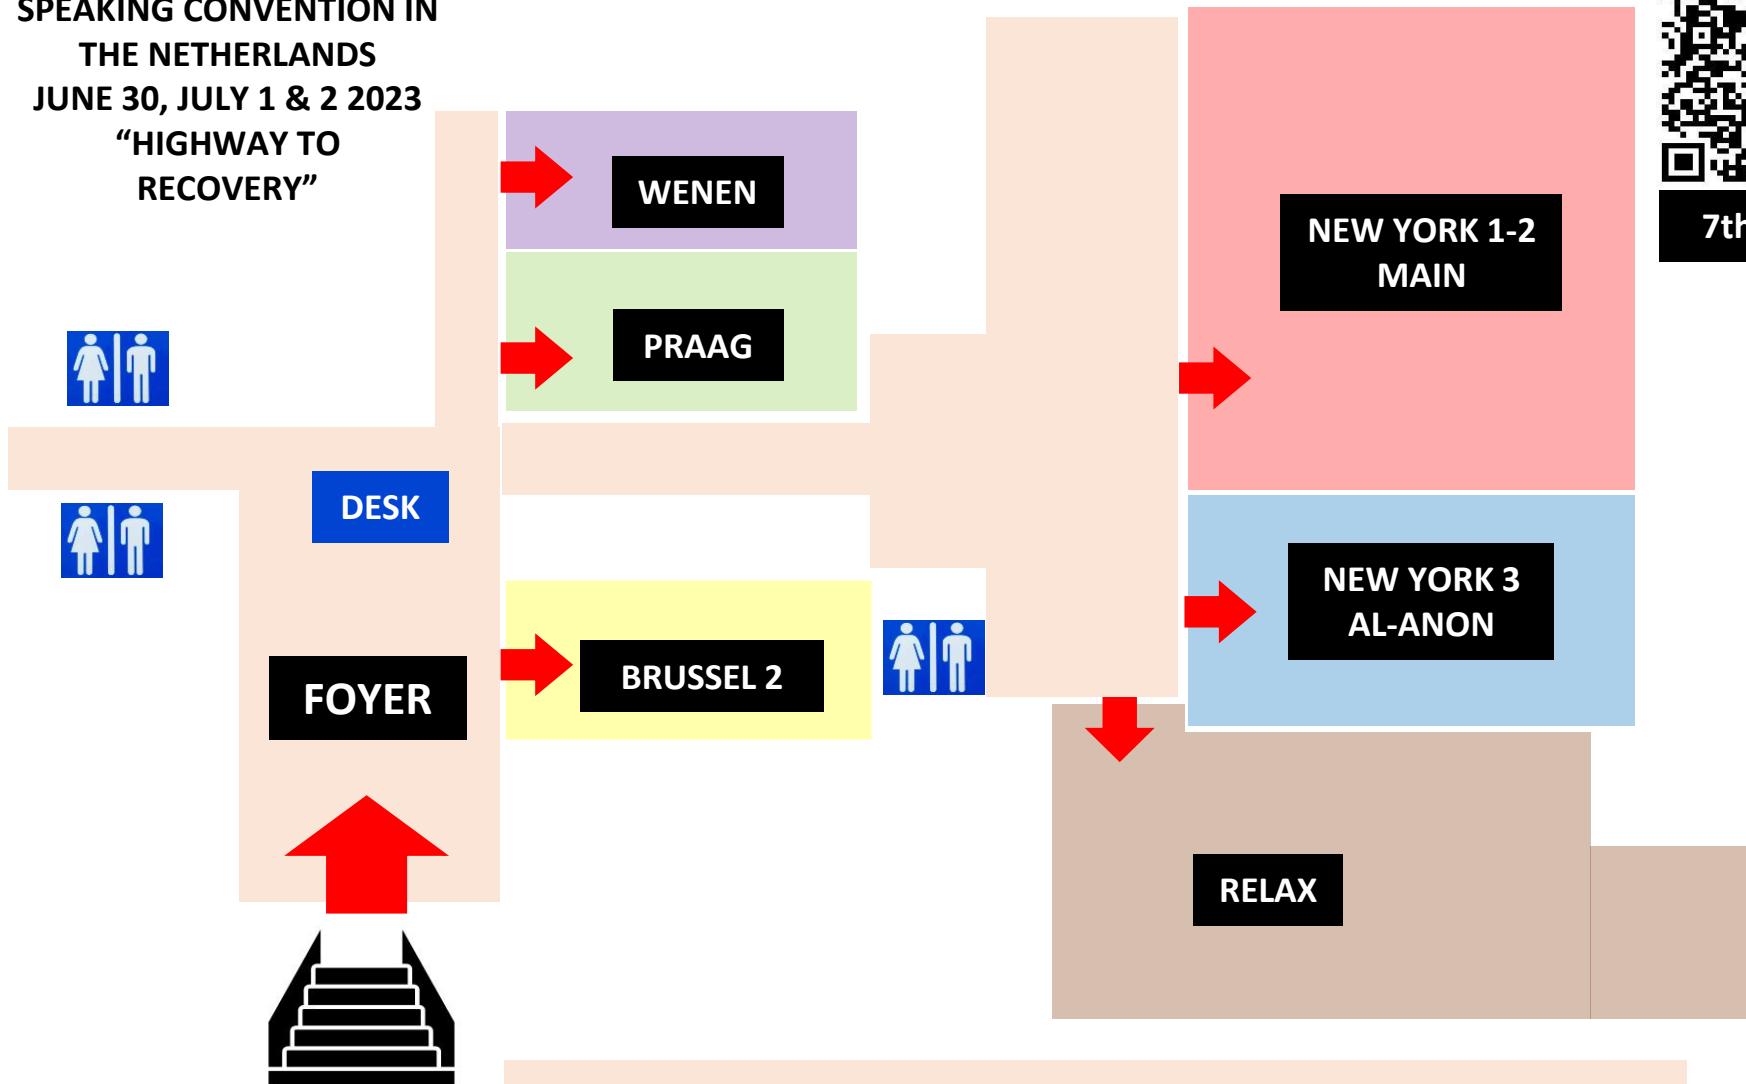 SPEAKING CONVENTION IN
THE NETHERLANDS
JUNE 30, JULY 1 & 2 2023
“HIGHWAY TO
RECOVERY”
WENEN
PRAAG
NEW YORK 1-2
MAIN
7th
DESK
NEW YORK 3
AL-ANON
BRUSSEL 2
FOYER
RELAX